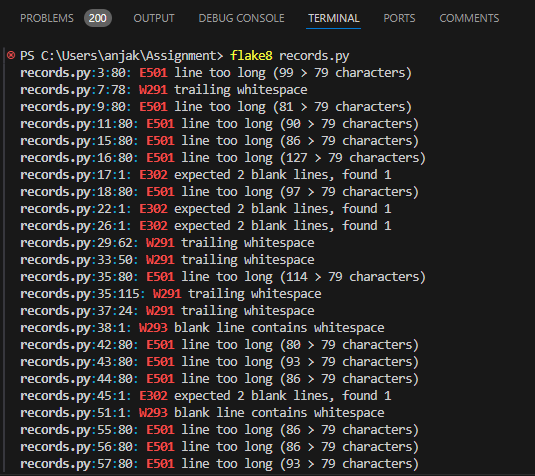 PROBLEMS 200 OUTPUT DEBUG CONSOLE TERMINAL PORTS COMMENTS
PS C:\Users\anjak\Assignment> flake8 records.py
records.py:3:80: E501 line too long (99 > 79 characters)
records.py:7:78: W291 trailing whitespace
records.py:9:80: E501 line too long (81 > 79 characters)
records.py:11:80: E501 line too long (90 > 79 characters)
records.py:15:80: E501 line too long (86 > 79 characters)
records.py:16:80: E501 line too long (127 > 79 characters)
records.py:17:1: E302 expected 2 blank lines, found 1
records.py:18:80: E501 line too long (97 > 79 characters)
records.py:22:1: E302 expected 2 blank lines, found 1
records.py:26:1: E302 expected 2 blank lines, found 1
records.py:29:62: W291 trailing whitespace
records.py:33:50: W291 trailing whitespace
records.py:35:80: E501 line too long (114 > 79 characters)
records.py:35:115: W291 trailing whitespace
records.py:37:24: W291 trailing whitespace
records.py:38:1: W293 blank line contains whitespace
records.py:42:80: E501 line too long (80 > 79 characters)
records.py:43:80: E501 line too long (93 > 79 characters)
records.py:44:80: E501 line too long (86 > 79 characters)
records.py:45:1: E302 expected 2 blank lines, found 1
records.py:51:1: W293 blank line contains whitespace
records.py:55:80: E501 line too long (86 > 79 characters)
records.py:56:80: E501 line too long (86 > 79 characters)
records.py:57:80: E501 line too long (93 > 79 characters)